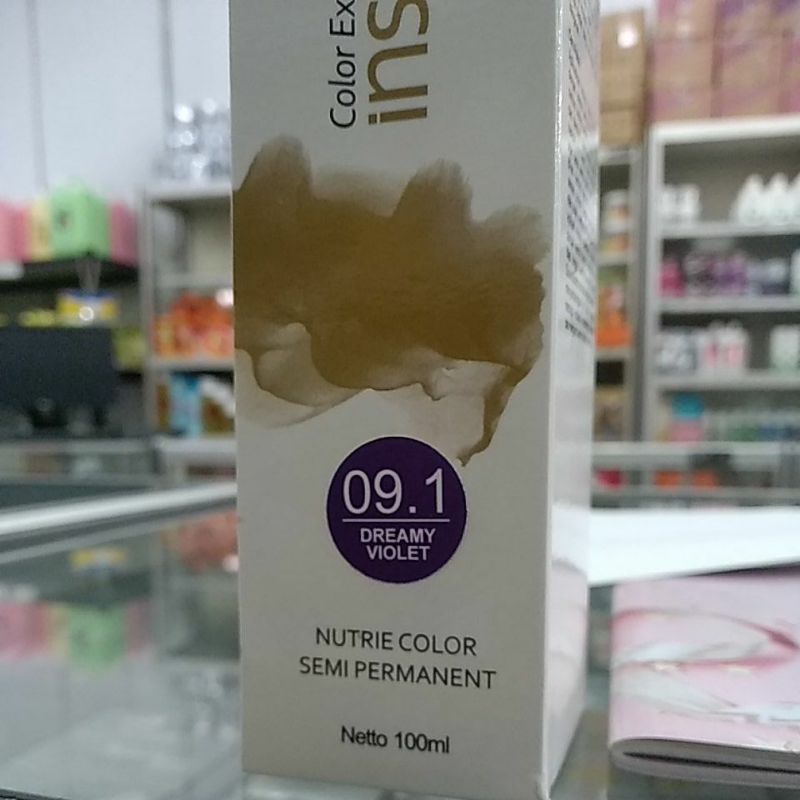 Color Ex
ins
09.1
DREAMY
VIOLET
NUTRIE COLOR
SEMI PERMANENT
Netto 100ml